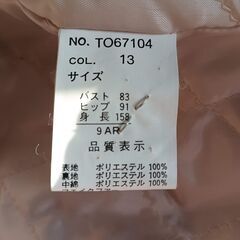 NO. TO67104
COL. 13
サイズ
バスト 83
ヒップ 91
身長 158
9AR
品質表示
表地 ポリエステル 100%
裏地 ポリエステル 100%
中綿 ポリエステル 100%